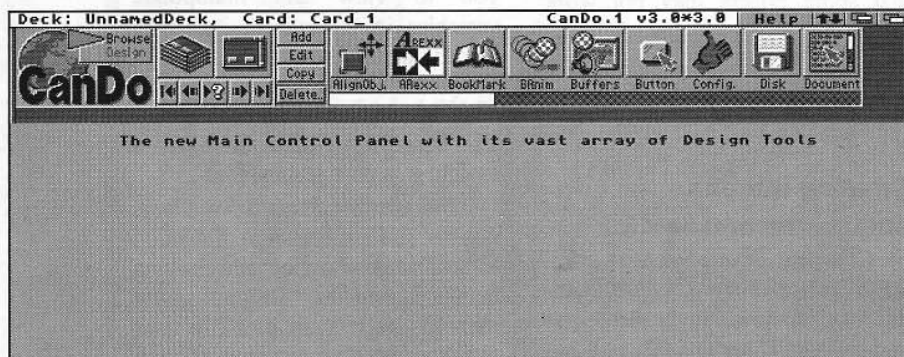 Deck: UnnamedDeck, Card: Card_1 CanDo.1 v3.0*3.0 Help
Browse
Design
CanDo
Add
Edit
Copy
Delete..
AREXX
AlignObj. ARexx BookMark BRnim Buffers Button Config. Disk Document
The new Main Control Panel with its vast array of Design Tools